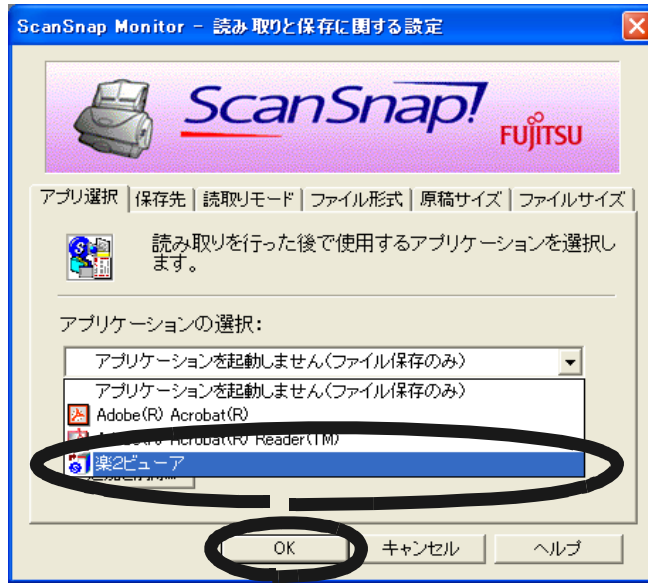 ScanSnap Monitor - 読み取りと保存に関する設定
ScanSnap!
FUJITSU
アプリ選択 保存先 読取りモード ファイル形式 原稿サイズ ファイルサイズ
読み取りを行った後で使用するアプリケーションを選択し
ます。
アプリケーションの選択:
アプリケーションを起動しません(ファイル保存のみ)
アプリケーションを起動しません(ファイル保存のみ)
Adobe(R) Acrobat(R)
Adobe(R) Acrobat(R) Reader(TM)
楽2ビューア
OK キャンセル ヘルプ